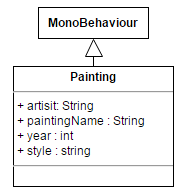 MonoBehaviour
Painting
+ artisit: String
+ paintingName : String
+ year : int
+ style : string